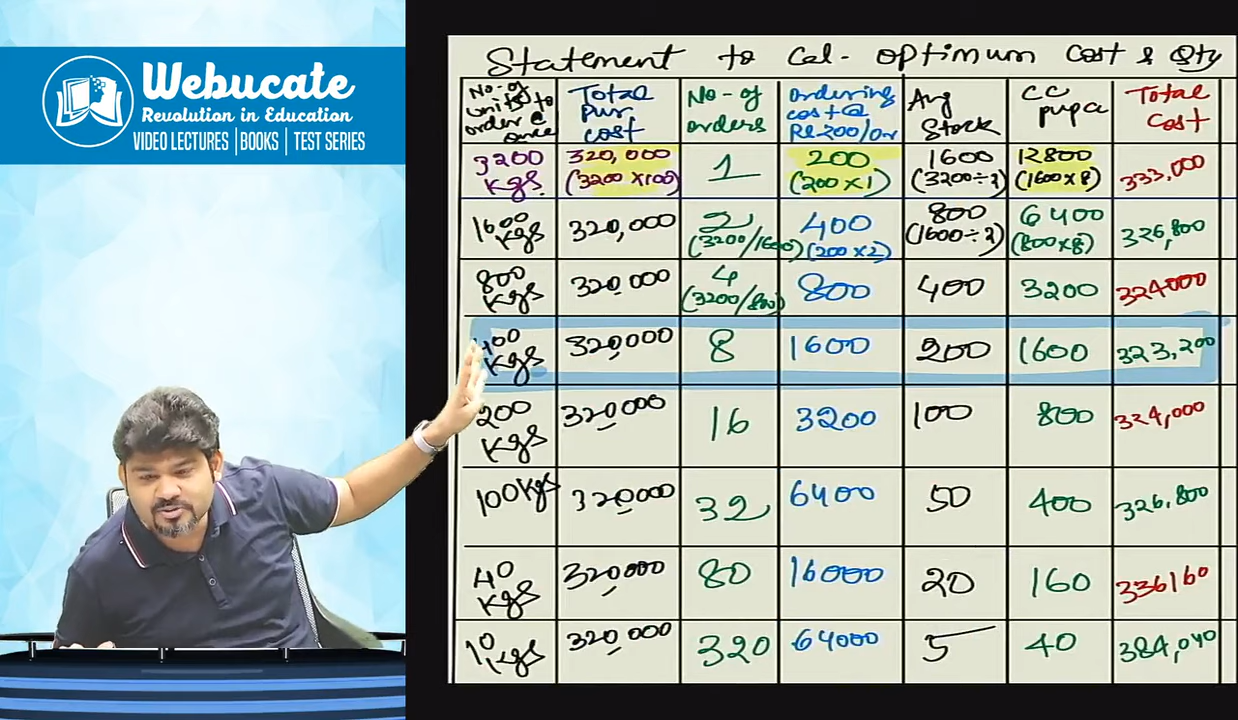 Webucate
Revolution in Education
VIDEO LECTURES | BOOKS | TEST SERIES
Statement to Cal- optimum Cost & Qty
No-of units to order @ once
Total pur cost
No-of orders
ordering cost @ Rs 200/or
Avg Stock
CC pupa
Total Cost
3200 Kgs
320,000 (3200 x 100)
1
200 (200 x 1)
1600 (3200÷2)
12800 (1600 x 8)
333,000
1600 Kgs
320,000
2 (3200/1600)
400 (200 x 2)
800 (1600÷2)
6400 (800 x 8)
326,800
800 Kgs
320,000
4 (3200/800)
800
400
3200
324000
400 Kgs
320,000
8
1600
200
1600
323,200
200 Kgs
320,000
16
3200
100
800
324,000
100 Kgs
320,000
32
6400
50
400
326,800
40 Kgs
320,000
80
16000
20
160
336160
10 Kgs
320,000
320
64000
5
40
384,040